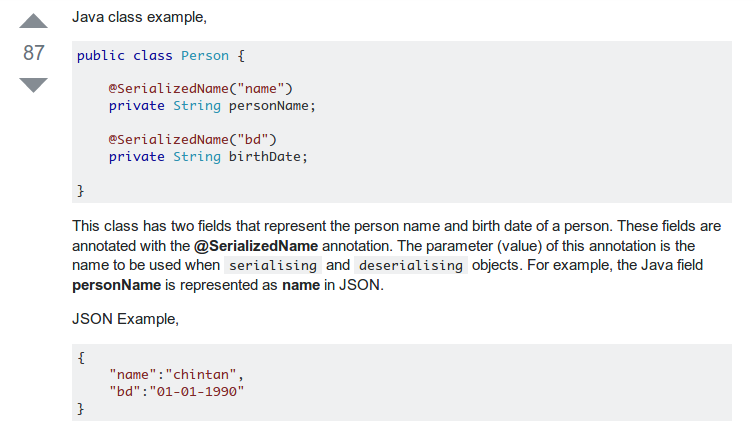 Java class example,
87
public class Person {
@SerializedName("name")
private String personName;
@SerializedName("bd")
private String birthDate;
}
This class has two fields that represent the person name and birth date of a person. These fields are
annotated with the @SerializedName annotation. The parameter (value) of this annotation is the
name to be used when serialising and deserialising objects. For example, the Java field
personName is represented as name in JSON.
JSON Example,
{
"name":"chintan",
"bd":"01-01-1990"
}